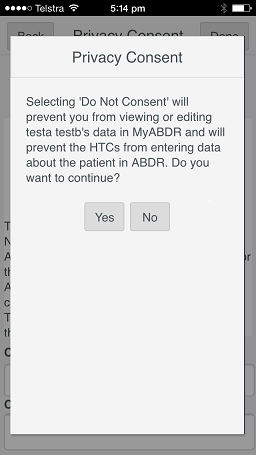 Telstra 5:14 pm
Back Privacy Consent Done
Privacy Consent
Selecting 'Do Not Consent' will
prevent you from viewing or editing
testa testb's data in MyABDR and will
prevent the HTCs from entering data
about the patient in ABDR. Do you
want to continue?
Yes No